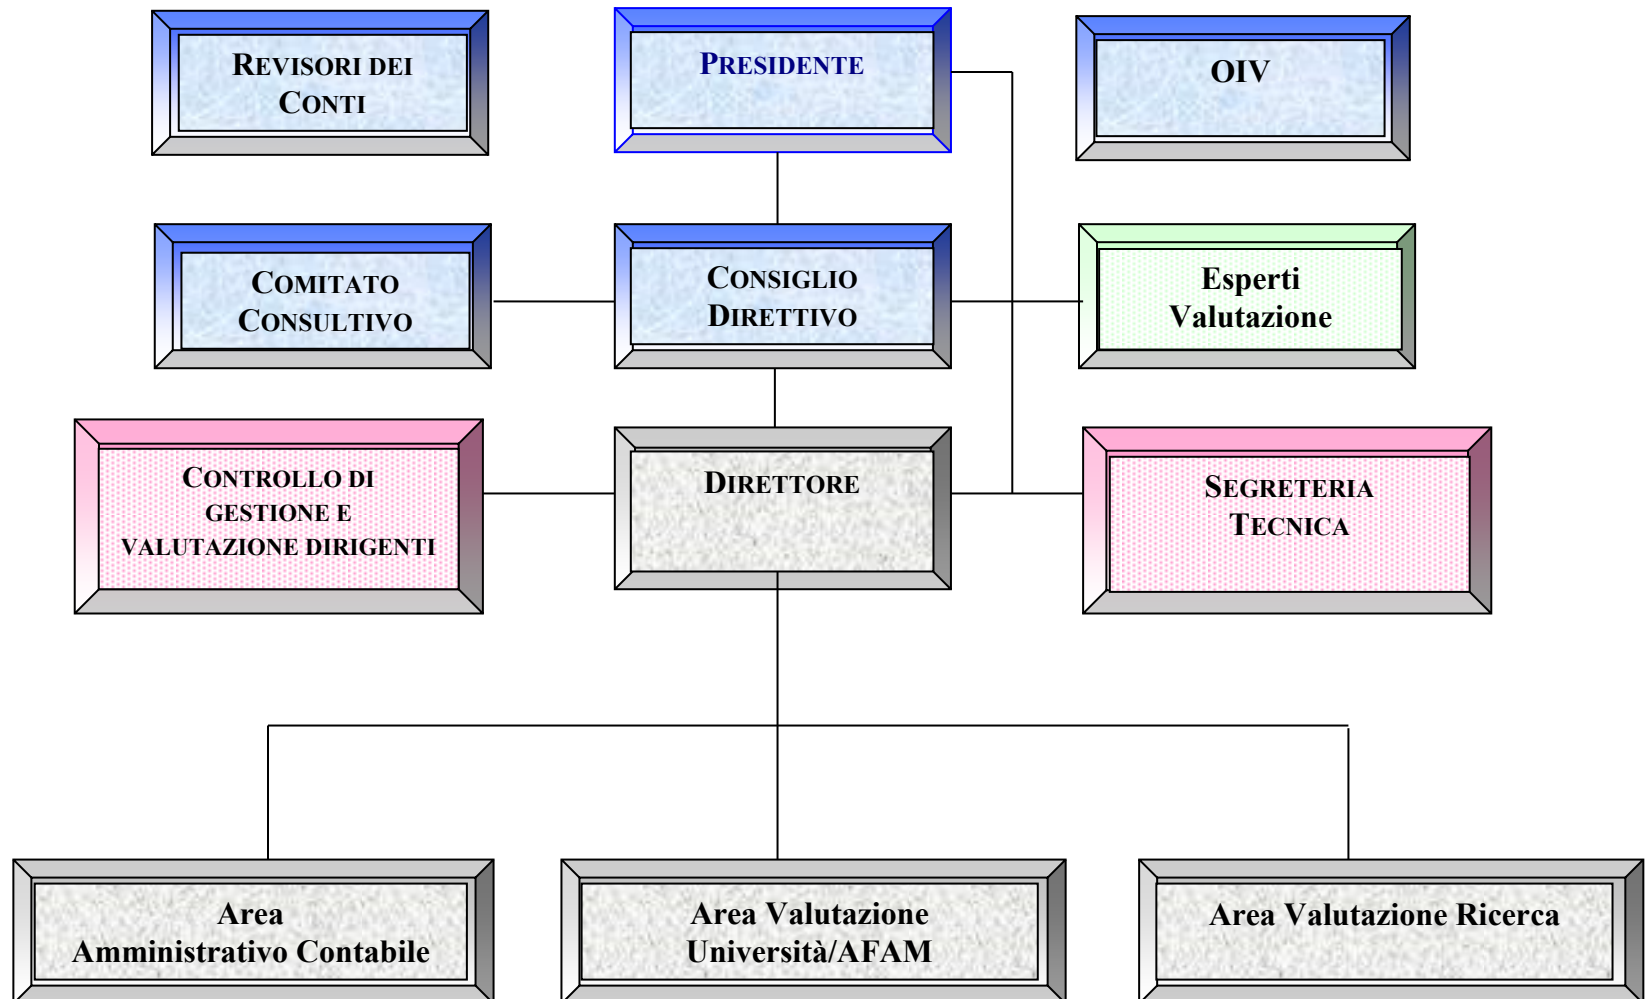 REVISORI DEI
CONTI
PRESIDENTE
OIV
COMITATO
CONSULTIVO
CONSIGLIO
DIRETTIVO
Esperti
Valutazione
CONTROLLO DI
GESTIONE E
VALUTAZIONE DIRIGENTI
DIRETTORE
SEGRETERIA
TECNICA
Area
Amministrativo Contabile
Area Valutazione
Università/AFAM
Area Valutazione Ricerca